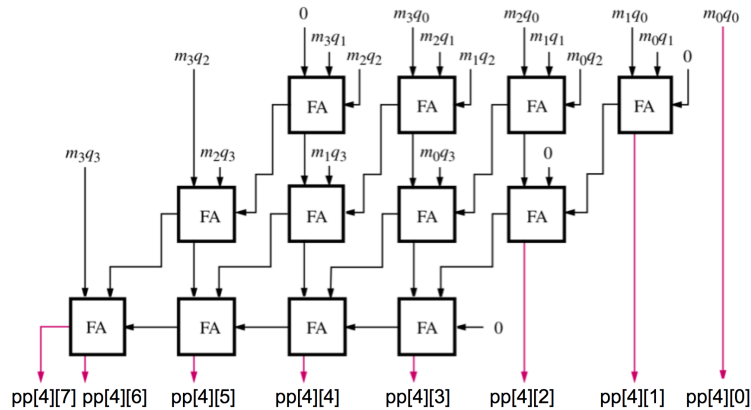 0 m₃q₀ m₂q₀ m₁q₀ m₀q₀
m₃q₁ m₂q₁ m₁q₁ m₀q₁
m₃q₂ m₂q₂ m₁q₂ m₀q₂ 0
FA FA FA FA
m₃q₃ m₂q₃ m₁q₃ m₀q₃ 0
FA FA FA FA
FA FA FA FA 0
pp[4][7] pp[4][6] pp[4][5] pp[4][4] pp[4][3] pp[4][2] pp[4][1] pp[4][0]